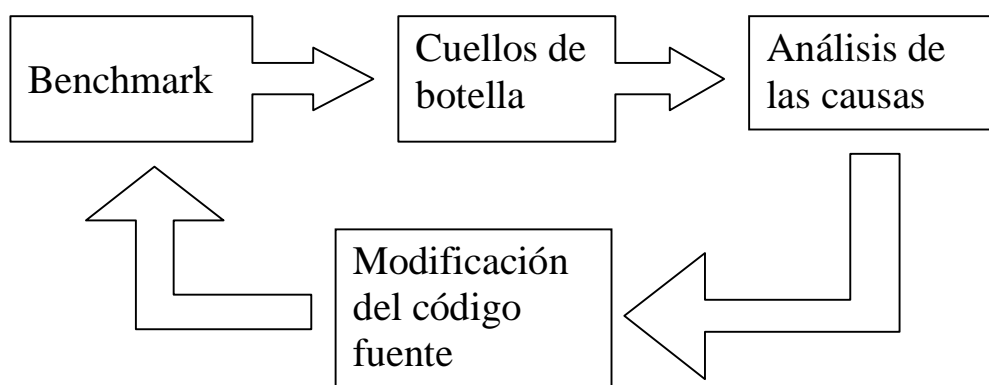 Benchmark
Cuellos de
botella
Análisis de
las causas
Modificación
del código
fuente